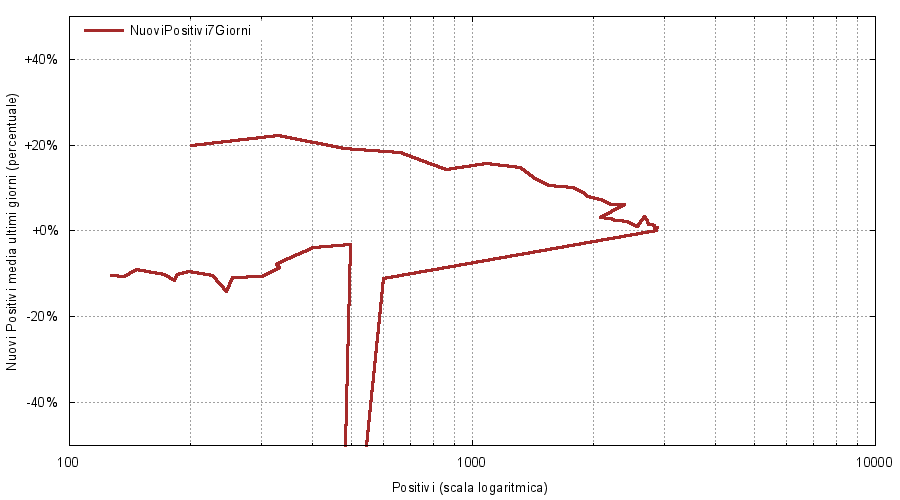 NuoviPositivi7Giorni
+40%
+20%
+0%
-20%
-40%
Nuovi Positivi media ultimi giorni (percentuale)
100
1000
10000
Positivi (scala logaritmica)